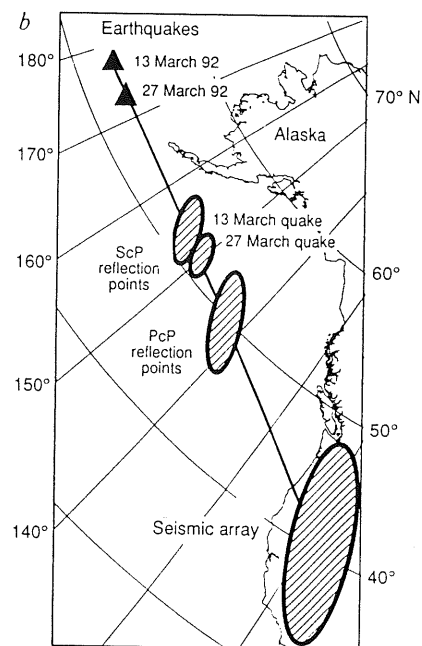 b
Earthquakes
180°
13 March 92
27 March 92
70° N
170°
Alaska
13 March quake
27 March quake
ScP
reflection
points
160°
60°
PcP
reflection
points
150°
50°
Seismic array
140°
40°